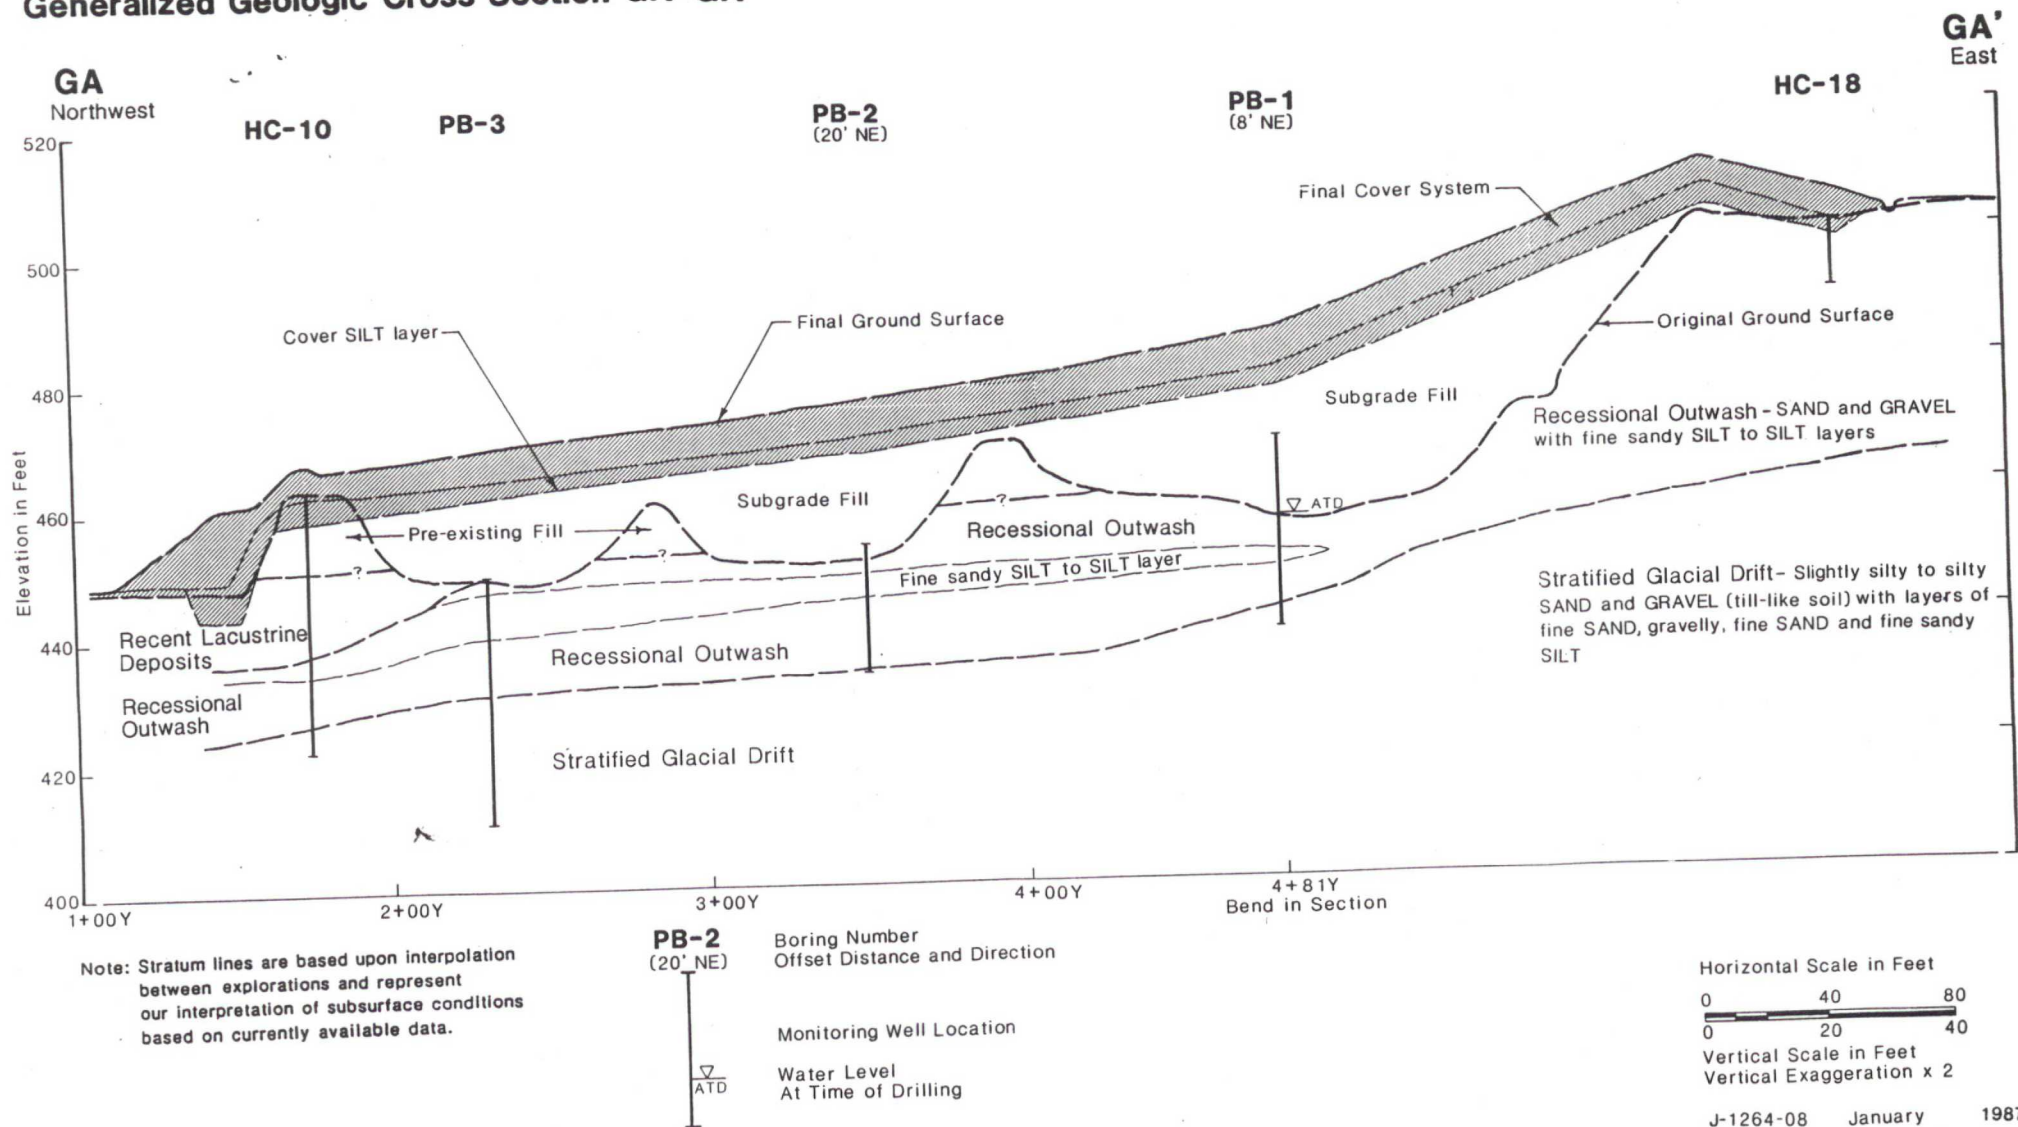 Generalized Geologic Cross Section GA-GA'
GA
Northwest
GA'
East
HC-10
PB-3
PB-2
(20' NE)
PB-1
(8' NE)
HC-18
520
500
480
460
440
420
400
Elevation in Feet
Final Cover System
Cover SILT layer
Final Ground Surface
Original Ground Surface
Subgrade Fill
Recessional Outwash - SAND and GRAVEL
with fine sandy SILT to SILT layers
Subgrade Fill
?
ATD
Pre-existing Fill
Recessional Outwash
?
?
Fine sandy SILT to SILT layer
Stratified Glacial Drift- Slightly silty to silty
SAND and GRAVEL (till-like soil) with layers of
fine SAND, gravelly, fine SAND and fine sandy
SILT
Recent Lacustrine
Deposits
Recessional Outwash
Recessional
Outwash
Stratified Glacial Drift
1+00Y
2+00Y
3+00Y
4+00Y
4+81Y
Bend in Section
Note: Stratum lines are based upon interpolation
between explorations and represent
our interpretation of subsurface conditions
based on currently available data.
PB-2
(20' NE)
Boring Number
Offset Distance and Direction
Monitoring Well Location
ATD
Water Level
At Time of Drilling
Horizontal Scale in Feet
0 40 80
0 20 40
Vertical Scale in Feet
Vertical Exaggeration x 2
J-1264-08 January 1987